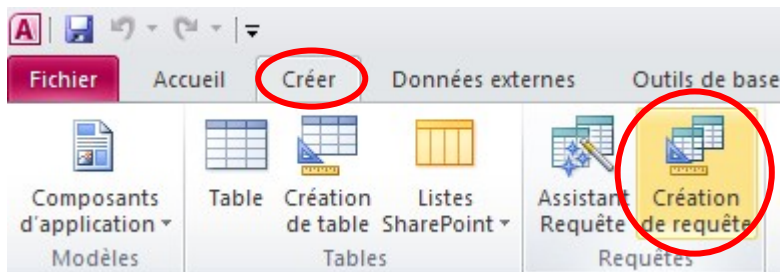 A
Fichier Accueil Créer Données externes Outils de base
Composants d'application Table Création de table Listes SharePoint Assistant Requête Création de requête
Modèles Tables Requêtes